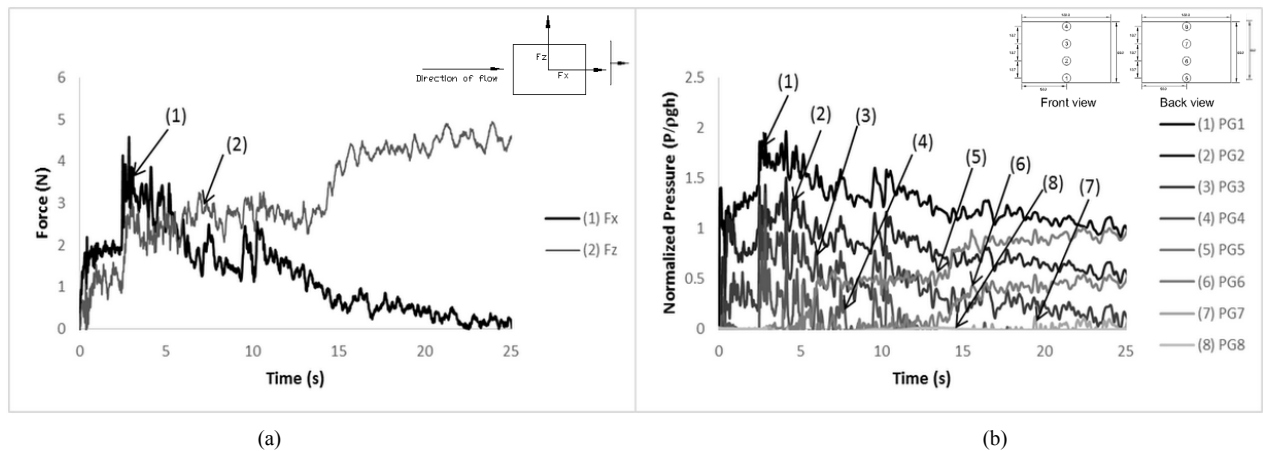 Direction of flow
Fz
Fx
6
5
4
3
2
1
0
Force (N)
(1)
(2)
0 5 10 15 20 25
Time (s)
(1) Fx
(2) Fz
4
3
2
1
8
7
6
5
Front view
Back view
2.5
2
1.5
1
0.5
0
Normalized Pressure (P/ρgh)
(1)
(2)
(3)
(4)
(5)
(6)
(8)
(7)
0 5 10 15 20 25
Time (s)
(1) PG1
(2) PG2
(3) PG3
(4) PG4
(5) PG5
(6) PG6
(7) PG7
(8) PG8
(a)
(b)